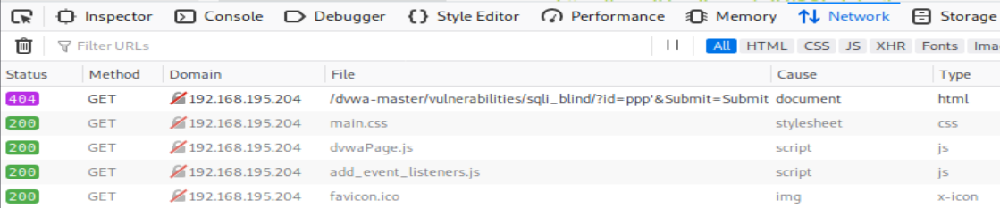 Inspector Console Debugger {} Style Editor Performance Memory Network Storage
Filter URLs All HTML CSS JS XHR Fonts Ima
Status Method Domain File Cause Type
404 GET 192.168.195.204 /dvwa-master/vulnerabilities/sqli_blind/?id=ppp'&Submit=Submit document html
200 GET 192.168.195.204 main.css stylesheet css
200 GET 192.168.195.204 dvwaPage.js script js
200 GET 192.168.195.204 add_event_listeners.js script js
200 GET 192.168.195.204 favicon.ico img x-icon